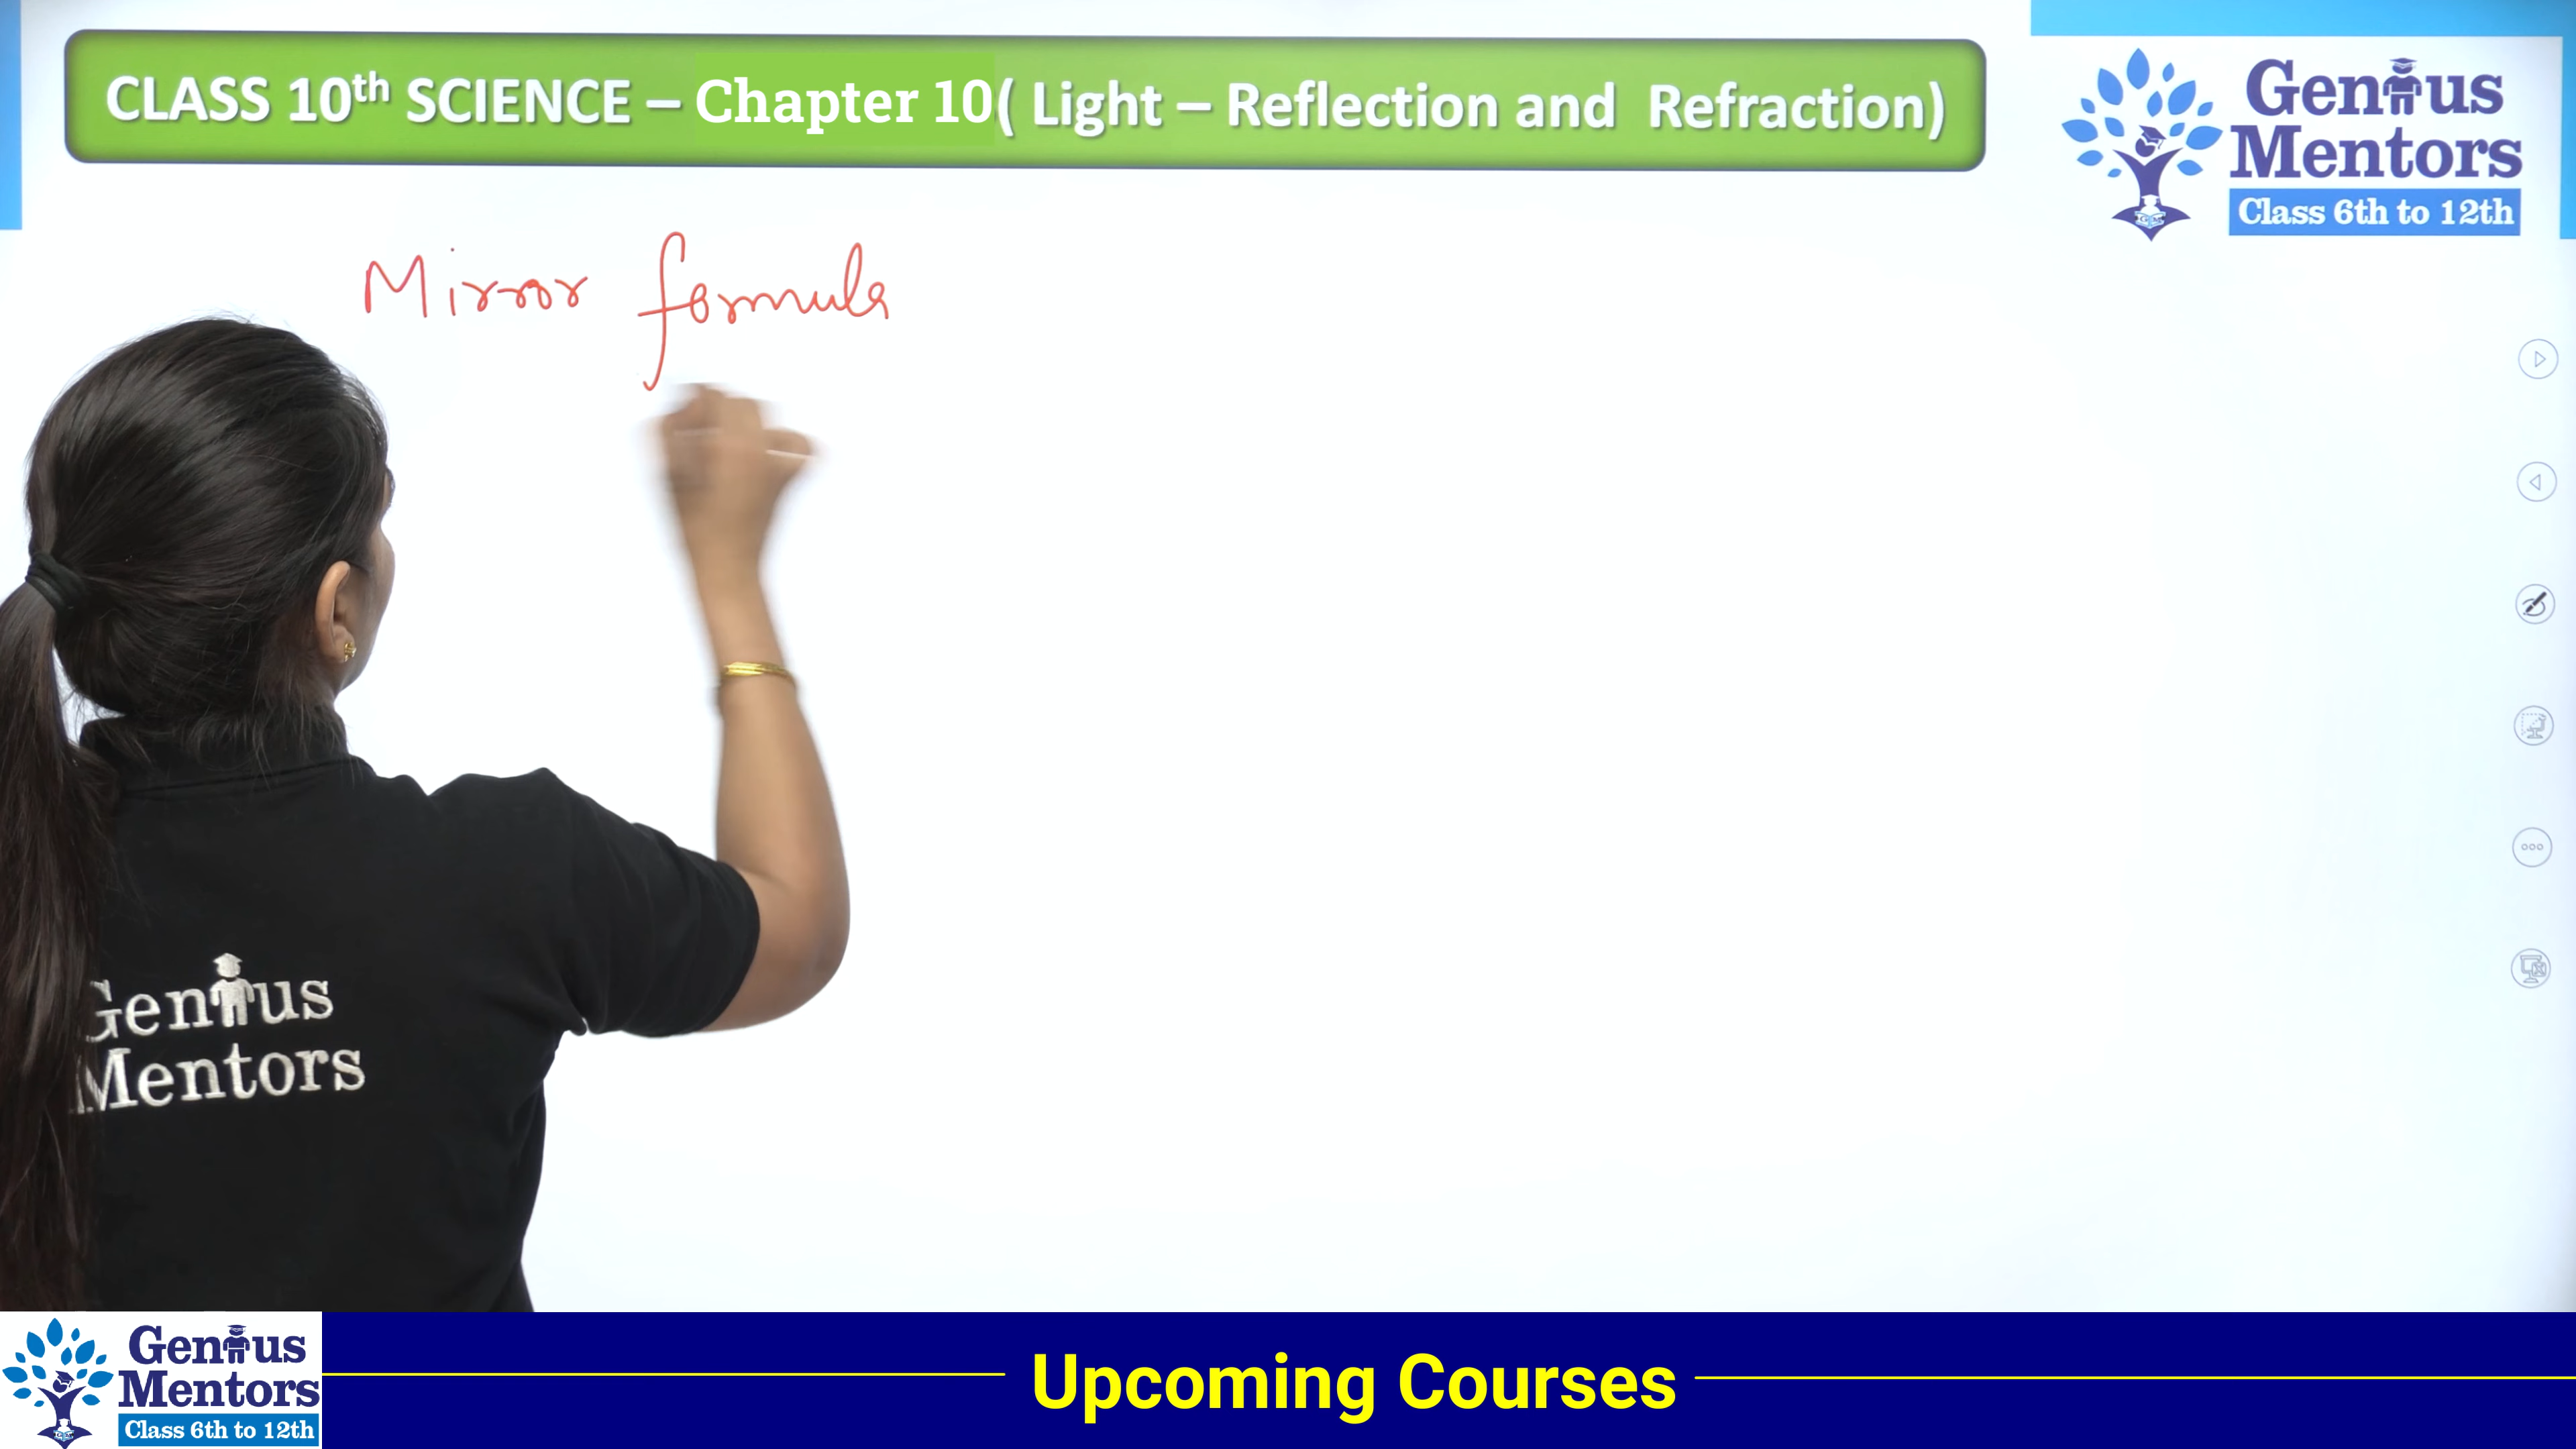 CLASS 10th SCIENCE – Chapter 10( Light – Reflection and Refraction)
Genius
Mentors
Class 6th to 12th
Mirror formula
Genius
Mentors
Genius
Mentors
Class 6th to 12th
Upcoming Courses